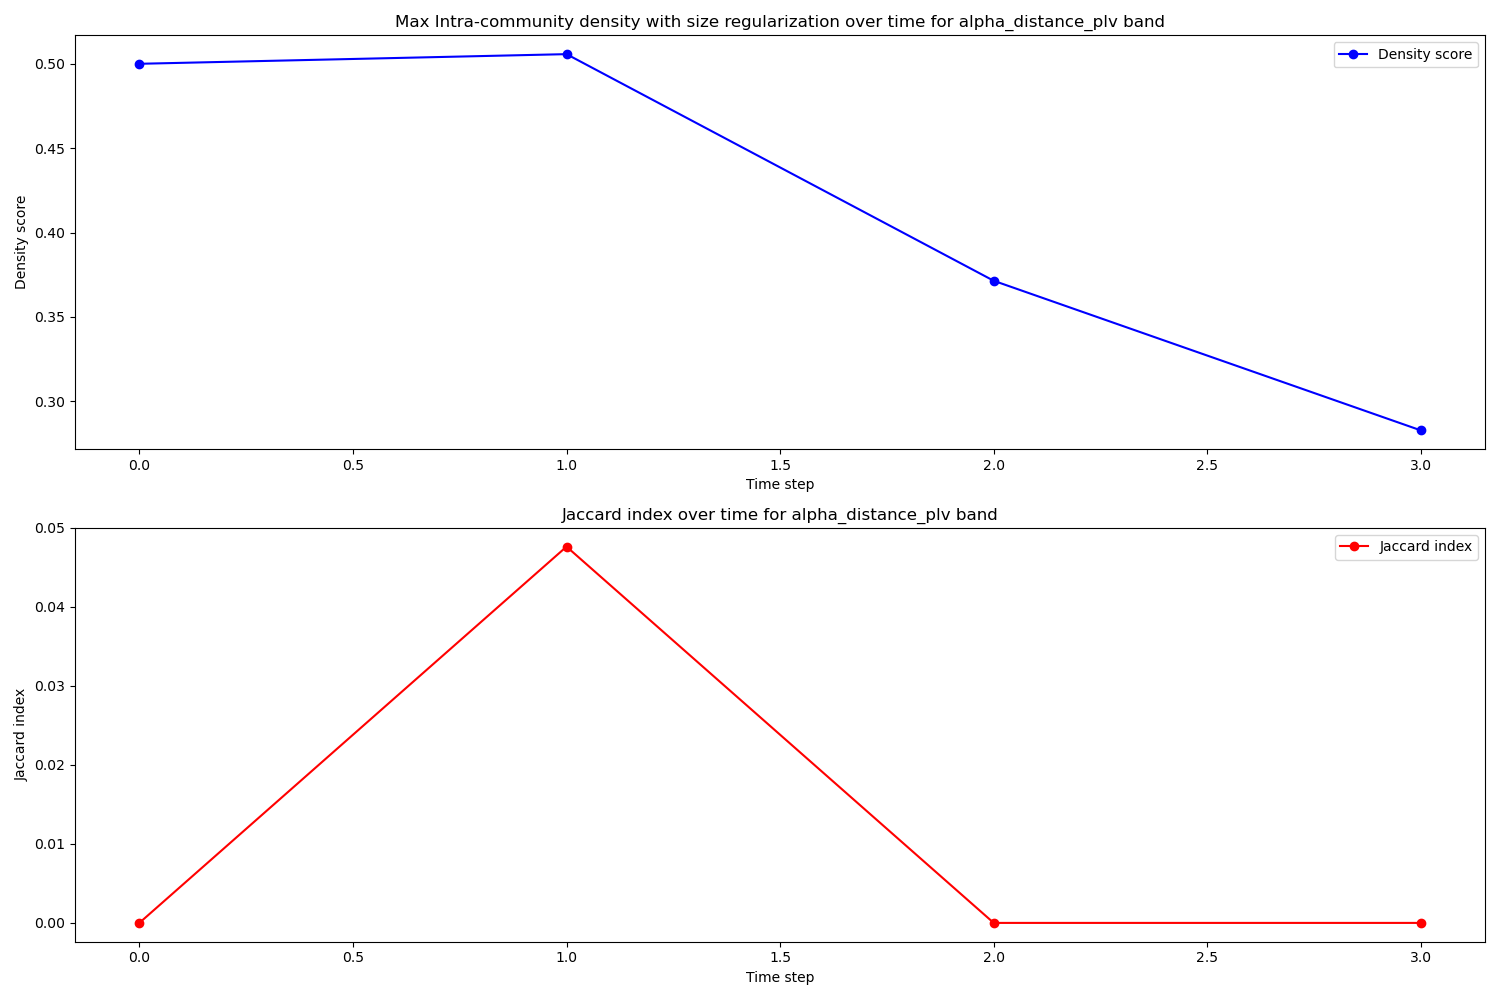 Max Intra-community density with size regularization over time for alpha_distance_plv band
Density score
0.50
0.45
0.40
0.35
0.30
Density score
0.0 0.5 1.0 1.5 2.0 2.5 3.0
Time step
Jaccard index over time for alpha_distance_plv band
Jaccard index
0.05
0.04
0.03
0.02
0.01
0.00
Jaccard index
0.0 0.5 1.0 1.5 2.0 2.5 3.0
Time step